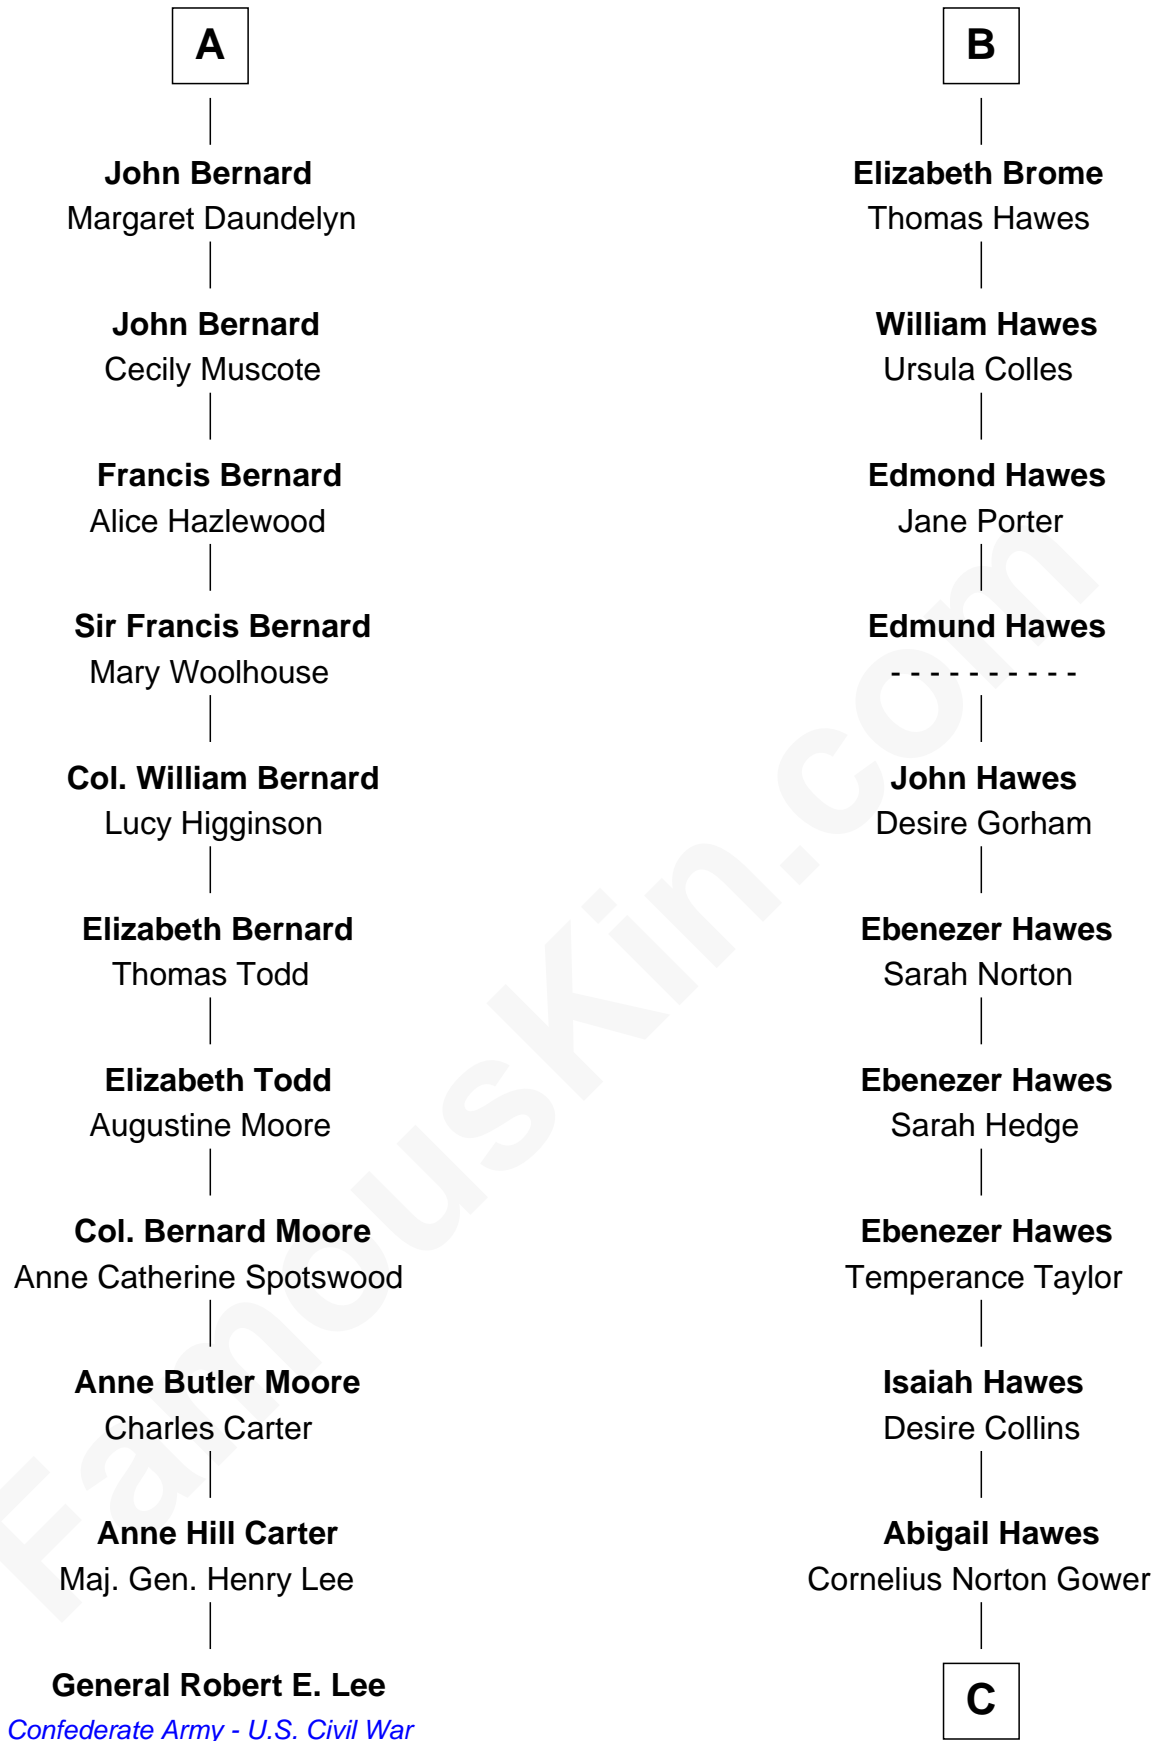 A
John Bernard
Margaret Daundelyn
John Bernard
Cecily Muscote
Francis Bernard
Alice Hazlewood
Sir Francis Bernard
Mary Woolhouse
Col. William Bernard
Lucy Higginson
Elizabeth Bernard
Thomas Todd
Elizabeth Todd
Augustine Moore
Col. Bernard Moore
Anne Catherine Spotswood
Anne Butler Moore
Charles Carter
Anne Hill Carter
Maj. Gen. Henry Lee
General Robert E. Lee
Confederate Army - U.S. Civil War
B
Elizabeth Brome
Thomas Hawes
William Hawes
Ursula Colles
Edmond Hawes
Jane Porter
Edmund Hawes
- - - - - - - - - -
John Hawes
Desire Gorham
Ebenezer Hawes
Sarah Norton
Ebenezer Hawes
Sarah Hedge
Ebenezer Hawes
Temperance Taylor
Isaiah Hawes
Desire Collins
Abigail Hawes
Cornelius Norton Gower
C
FamousKin.com